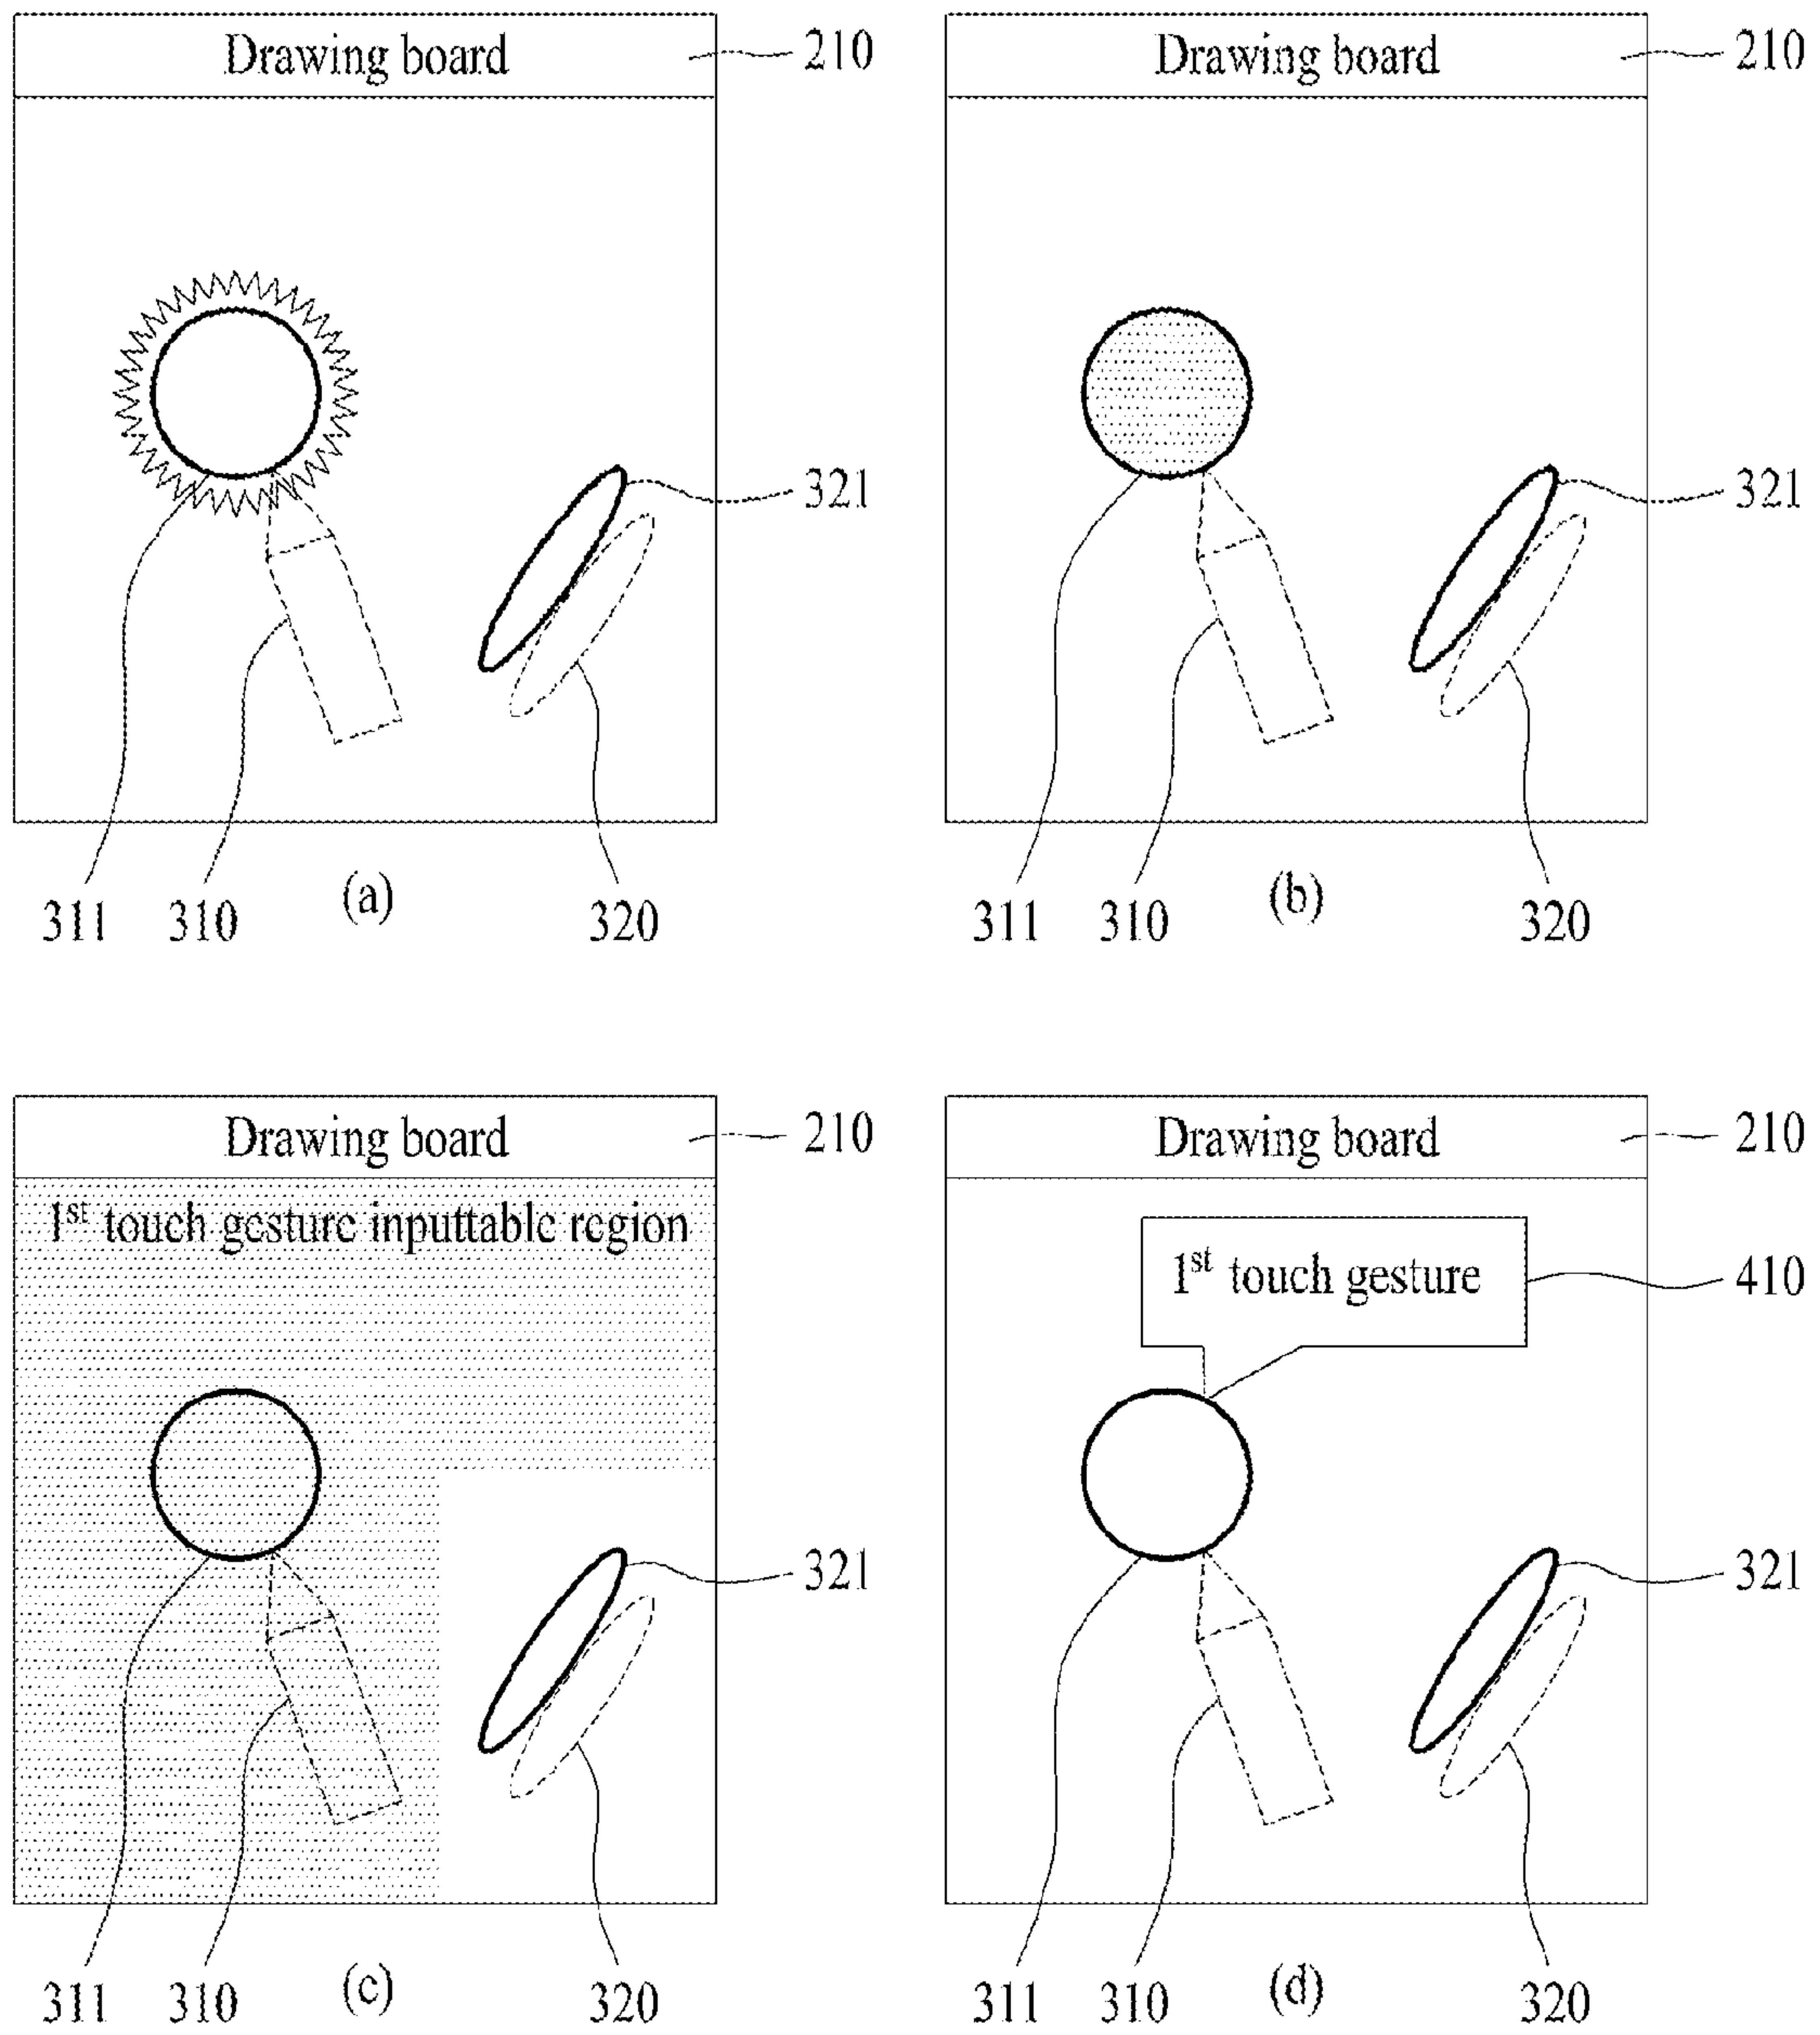 Drawing board 210
Drawing board 210
321
321
311 310 (a) 320
311 310 (b) 320
Drawing board 210
1st touch gesture inputtable region
321
311 310 (c) 320
Drawing board 210
1st touch gesture 410
321
311 310 (d) 320